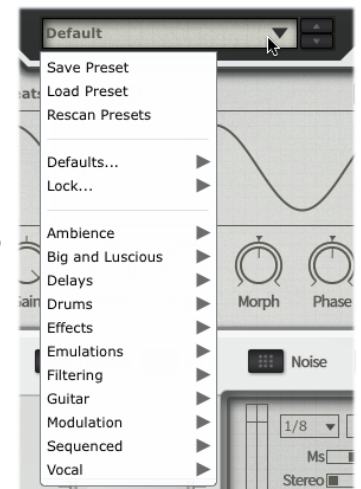 Default
Save Preset
Load Preset
Rescan Presets
Defaults...
Lock...
Ambience
Big and Luscious
Delays
Drums
Effects
Emulations
Filtering
Guitar
Modulation
Sequenced
Vocal
Morph Phase
Noise
1/8
Ms
Stereo